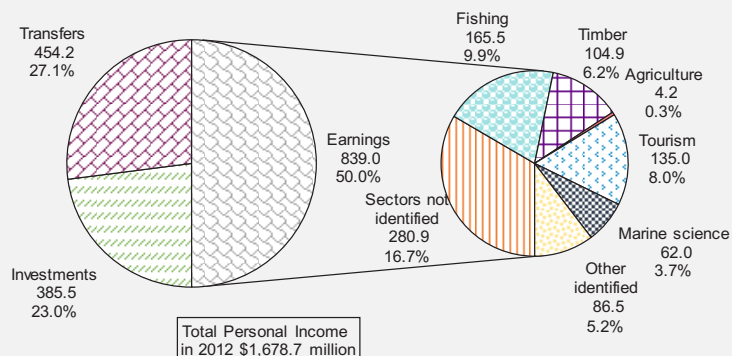 Transfers
454.2
27.1%
Investments
385.5
23.0%
Earnings
839.0
50.0%
Fishing
165.5
9.9%
Timber
104.9
6.2%
Agriculture
4.2
0.3%
Tourism
135.0
8.0%
Marine science
62.0
3.7%
Other
identified
86.5
5.2%
Sectors not
identified
280.9
16.7%
Total Personal Income
in 2012 $1,678.7 million